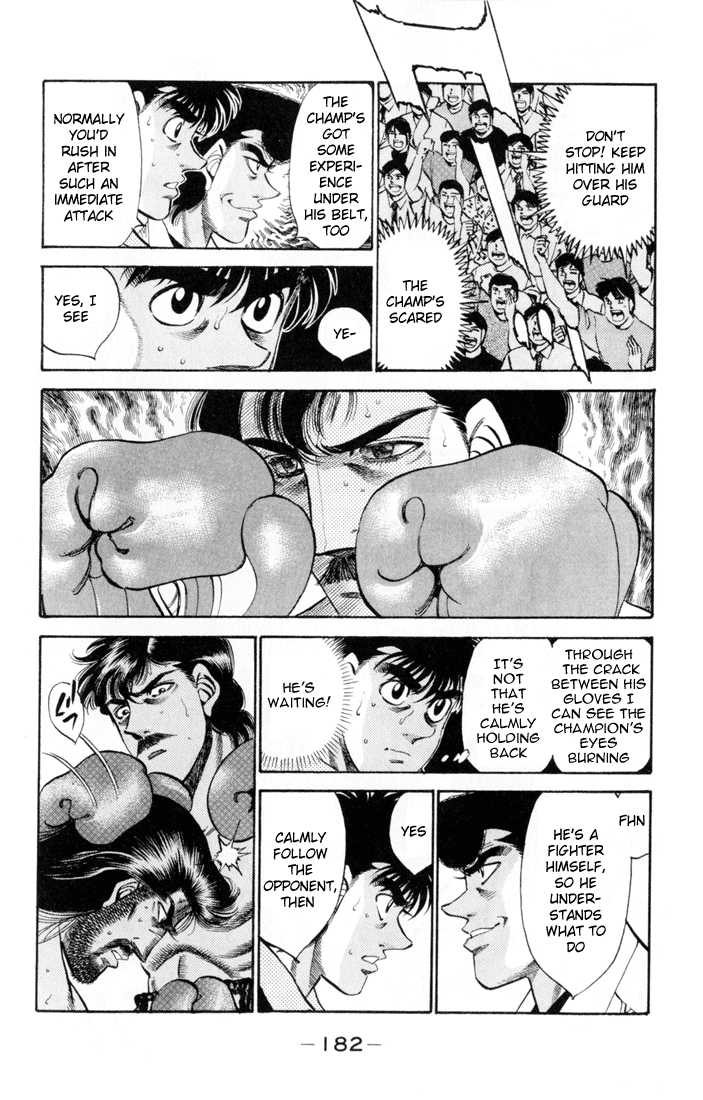 DON'T
STOP! KEEP
HITTING HIM
OVER HIS
GUARD
THE
CHAMP'S
SCARED
THE
CHAMP'S
GOT
SOME
EXPERI-
ENCE
UNDER
HIS BELT,
TOO
NORMALLY
YOU'D
RUSH IN
AFTER
SUCH AN
IMMEDIATE
ATTACK
YE-
YES, I
SEE
THROUGH
THE CRACK
BETWEEN HIS
GLOVES I
CAN SEE THE
CHAMPION'S
EYES
BURNING
IT'S
NOT
THAT
HE'S
CALMLY
HOLDING
BACK
HE'S
WAITING!
FHN
HE'S A
FIGHTER
HIMSELF,
SO HE
UNDER-
STANDS
WHAT TO
DO
YES
CALMLY
FOLLOW
THE
OPPONENT,
THEN
- 182 -